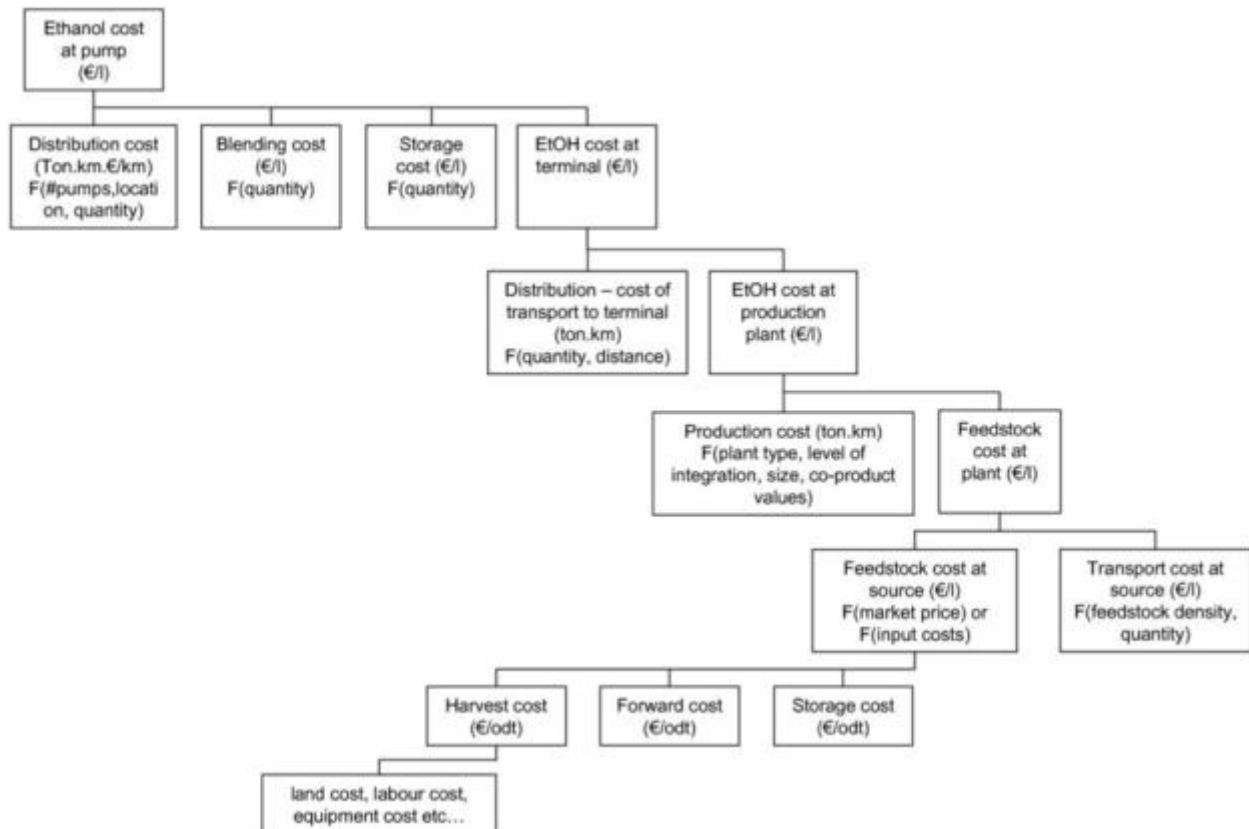 Ethanol cost
at pump
(€/l)
Distribution cost
(Ton.km.€/km)
F(#pumps,locati
on, quantity)
Blending cost
(€/l)
F(quantity)
Storage
cost (€/l)
F(quantity)
EtOH cost at
terminal (€/l)
Distribution – cost of
transport to terminal
(ton.km)
F(quantity, distance)
EtOH cost at
production
plant (€/l)
Production cost (ton.km)
F(plant type, level of
integration, size, co-product
values)
Feedstock
cost at
plant (€/l)
Feedstock cost at
source (€/l)
F(market price) or
F(input costs)
Transport cost at
source (€/l)
F(feedstock density,
quantity)
Harvest cost
(€/odt)
Forward cost
(€/odt)
Storage cost
(€/odt)
land cost, labour cost,
equipment cost etc...